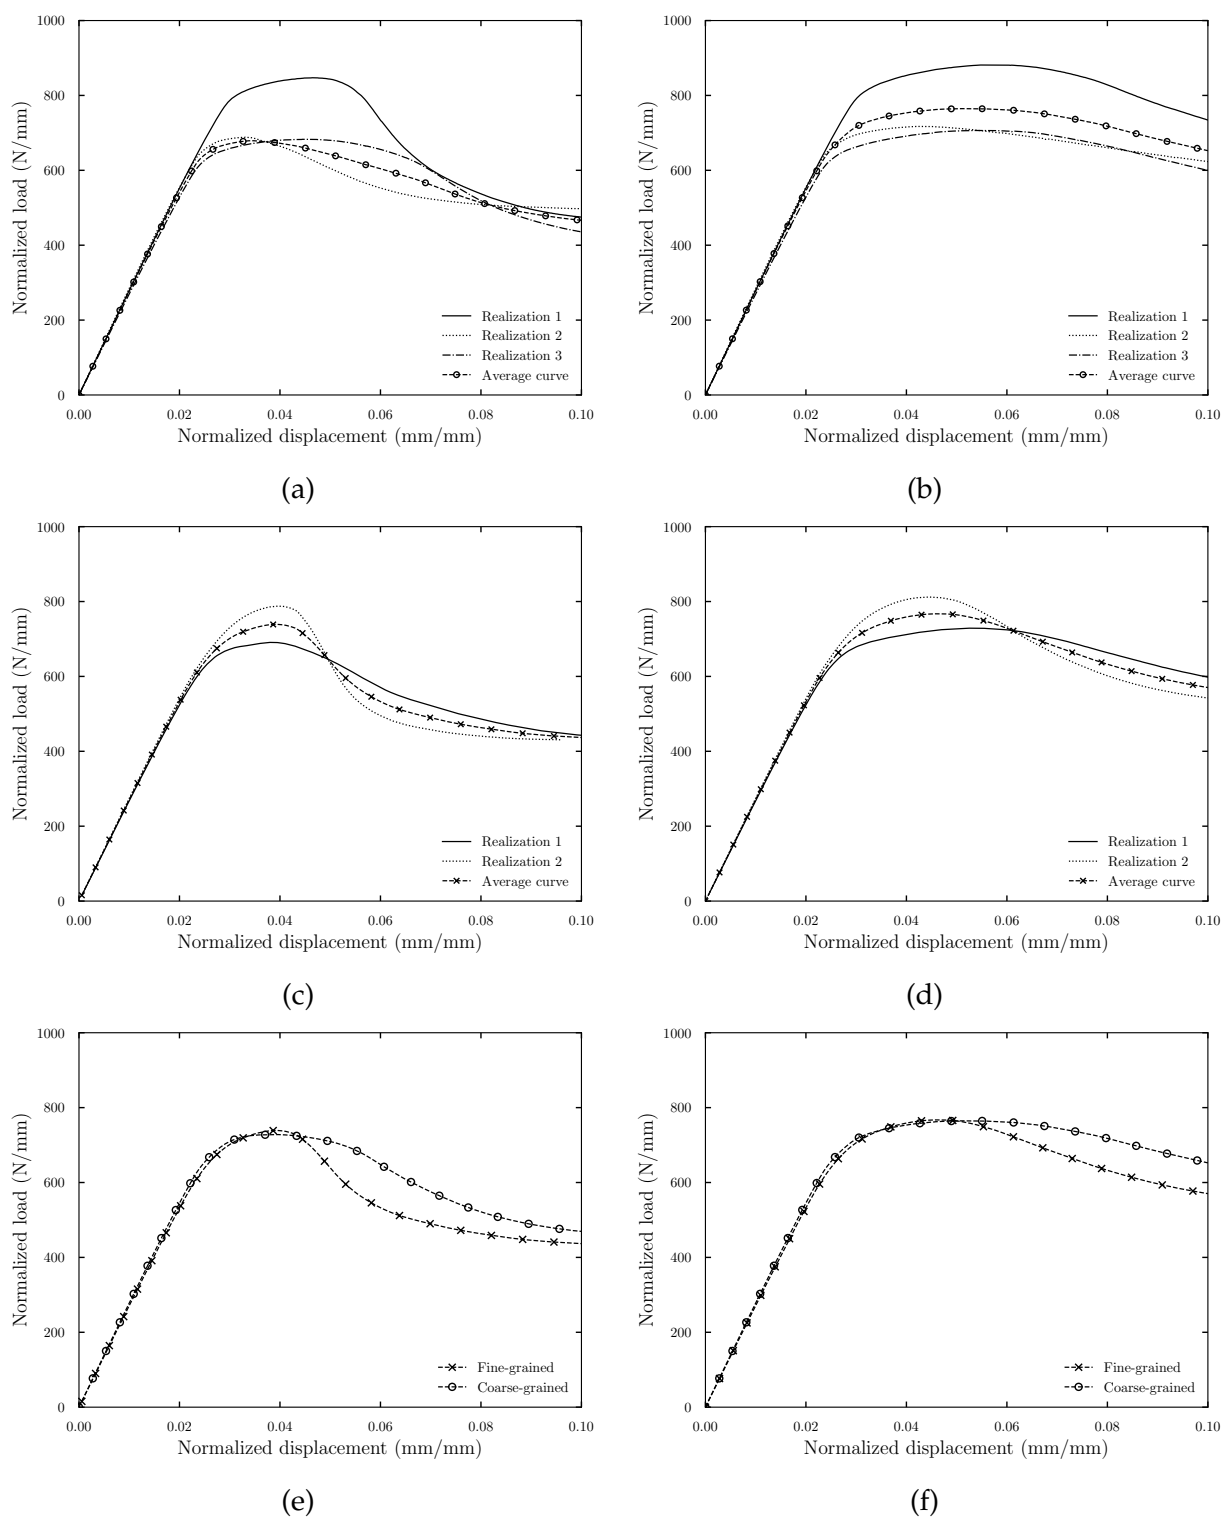 1000
800
600
400
200
0
Normalized load (N/mm)
Realization 1
Realization 2
Realization 3
Average curve
0.00 0.02 0.04 0.06 0.08 0.10
Normalized displacement (mm/mm)
(a)
1000
800
600
400
200
0
Normalized load (N/mm)
Realization 1
Realization 2
Realization 3
Average curve
0.00 0.02 0.04 0.06 0.08 0.10
Normalized displacement (mm/mm)
(b)
1000
800
600
400
200
0
Normalized load (N/mm)
Realization 1
Realization 2
Average curve
0.00 0.02 0.04 0.06 0.08 0.10
Normalized displacement (mm/mm)
(c)
1000
800
600
400
200
0
Normalized load (N/mm)
Realization 1
Realization 2
Average curve
0.00 0.02 0.04 0.06 0.08 0.10
Normalized displacement (mm/mm)
(d)
1000
800
600
400
200
0
Normalized load (N/mm)
Fine-grained
Coarse-grained
0.00 0.02 0.04 0.06 0.08 0.10
Normalized displacement (mm/mm)
(e)
1000
800
600
400
200
0
Normalized load (N/mm)
Fine-grained
Coarse-grained
0.00 0.02 0.04 0.06 0.08 0.10
Normalized displacement (mm/mm)
(f)